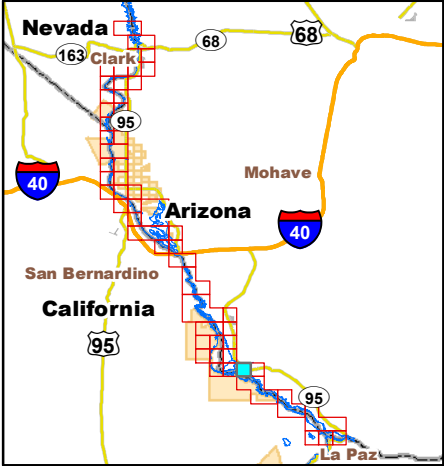 Nevada
68
68
163
Clark
95
Mohave
40
Arizona
40
San Bernardino
California
95
95
La Paz